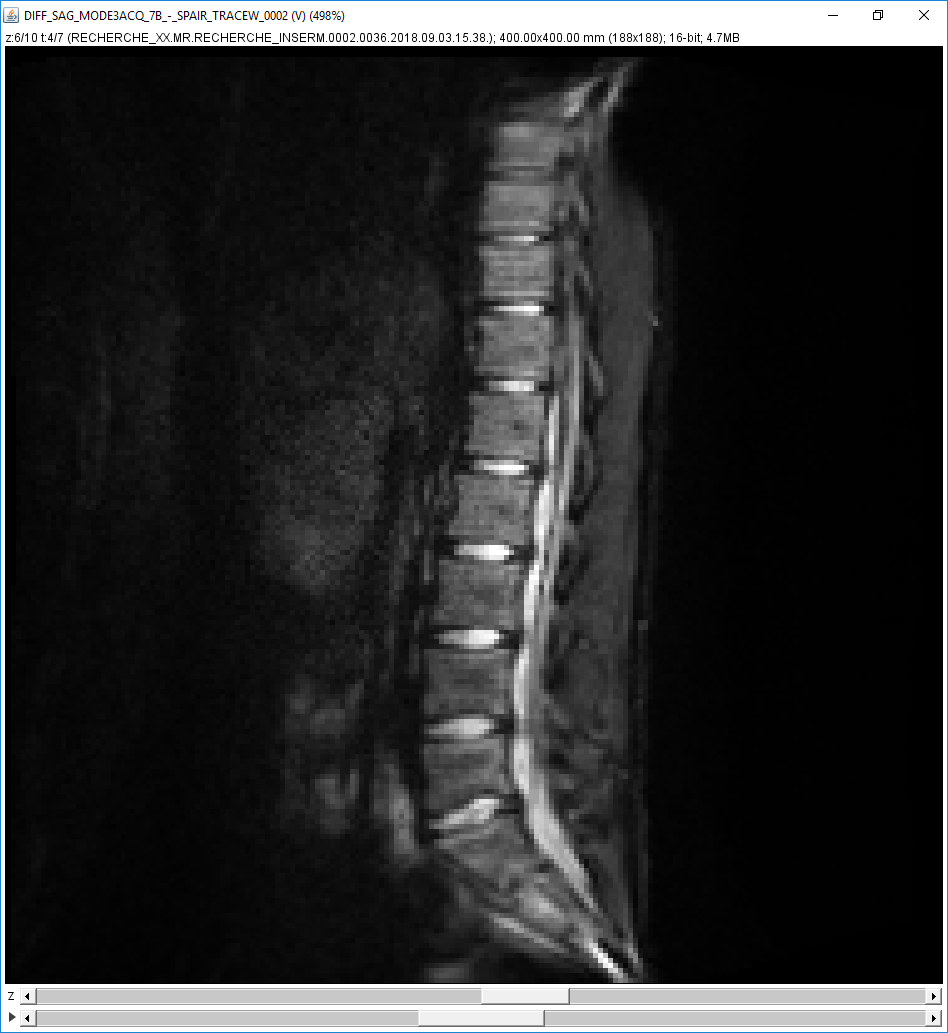 DIFF_SAG_MODE3ACQ_7B_-_SPAIR_TRACEW_0002 (V) (498%)
z:6/10 t:4/7 (RECHERCHE_XX.MR.RECHERCHE_INSERM.0002.0036.2018.09.03.15.38.); 400.00x400.00 mm (188x188); 16-bit; 4.7MB
Z